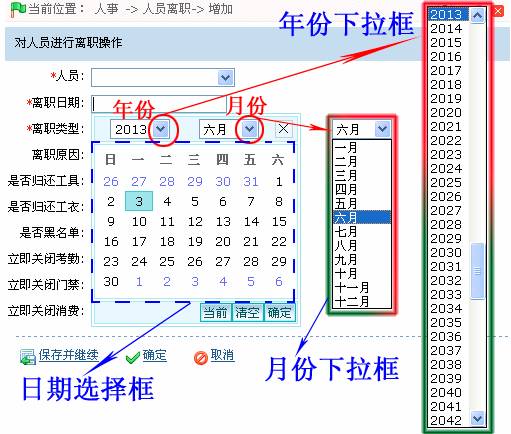 当前位置： 人事 -> 人员离职-> 增加
年份下拉框
对人员进行离职操作
*人员:
*离职日期:
年份
月份
*离职类型:
2013
六月
离职原因:
是否归还工具:
是否归还工衣:
是否黑名单:
立即关闭考勤:
立即关闭门禁:
立即关闭消费:
日 一 二 三 四 五 六
26 27 28 29 30 31 1
2 3 4 5 6 7 8
9 10 11 12 13 14 15
16 17 18 19 20 21 22
23 24 25 26 27 28 29
30 1 2 3 4 5 6
当前 清空 确定
六月
一月
二月
三月
四月
五月
六月
七月
八月
九月
十月
十一月
十二月
2013
2014
2015
2016
2017
2018
2019
2020
2021
2022
2023
2024
2025
2026
2027
2028
2029
2030
2031
2032
2033
2034
2035
2036
2037
2038
2039
2040
2041
2042
保存并继续 确定 取消
日期选择框
月份下拉框